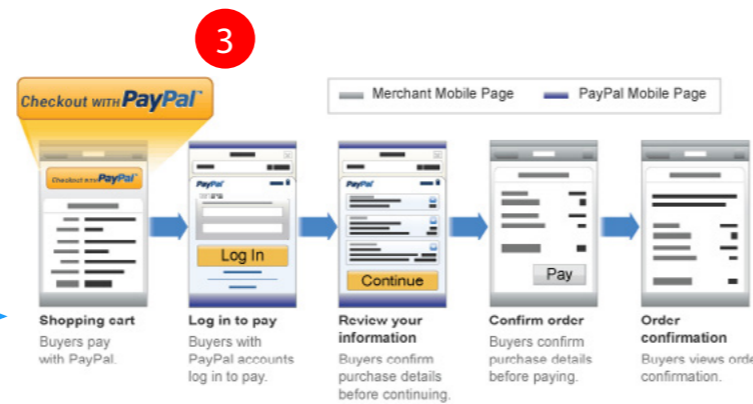 3
Checkout WITH PayPal™
Merchant Mobile Page
PayPal Mobile Page
Checkout WITH PayPal
PayPal
Log In
PayPal
Continue
Pay
Shopping cart
Buyers pay
with PayPal.
Log in to pay
Buyers with
PayPal accounts
log in to pay.
Review your
information
Buyers confirm
purchase details
before continuing.
Confirm order
Buyers confirm
purchase details
before paying.
Order
confirmation
Buyers views orde
confirmation.